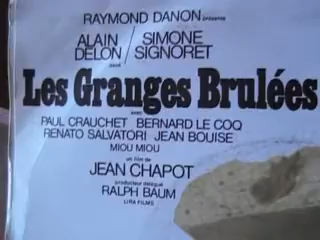 RAYMOND DANON présente
ALAIN DELON / SIMONE SIGNORET
dans
Les Granges Brulées
avec
PAUL CRAUCHET BERNARD LE COQ
RENATO SALVATORI JEAN BOUISE
MIOU MIOU
un film de
JEAN CHAPOT
producteur délégué
RALPH BAUM
LIRA FILMS